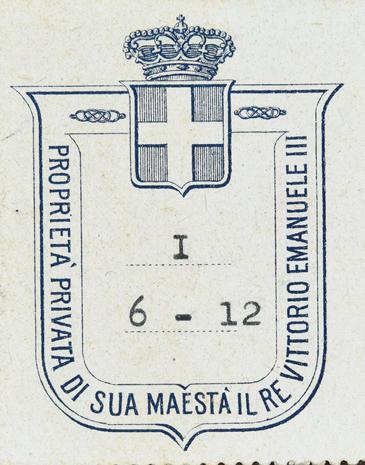 PROPRIETÀ PRIVATA DI SUA MAESTÀ IL RE VITTORIO EMANUELE III
I
6 - 12